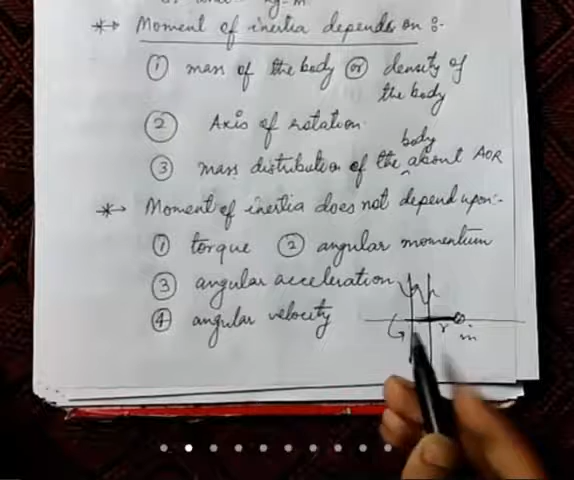 *→ Moment of inertia depends on :-
① mass of the body or density of
the body
② Axis of rotation.
body
③ mass distribution of the ^ about AOR
*→ Moment of inertia does not depend upon:-
① torque ② angular momentum
③ angular acceleration
④ angular velocity
r
m